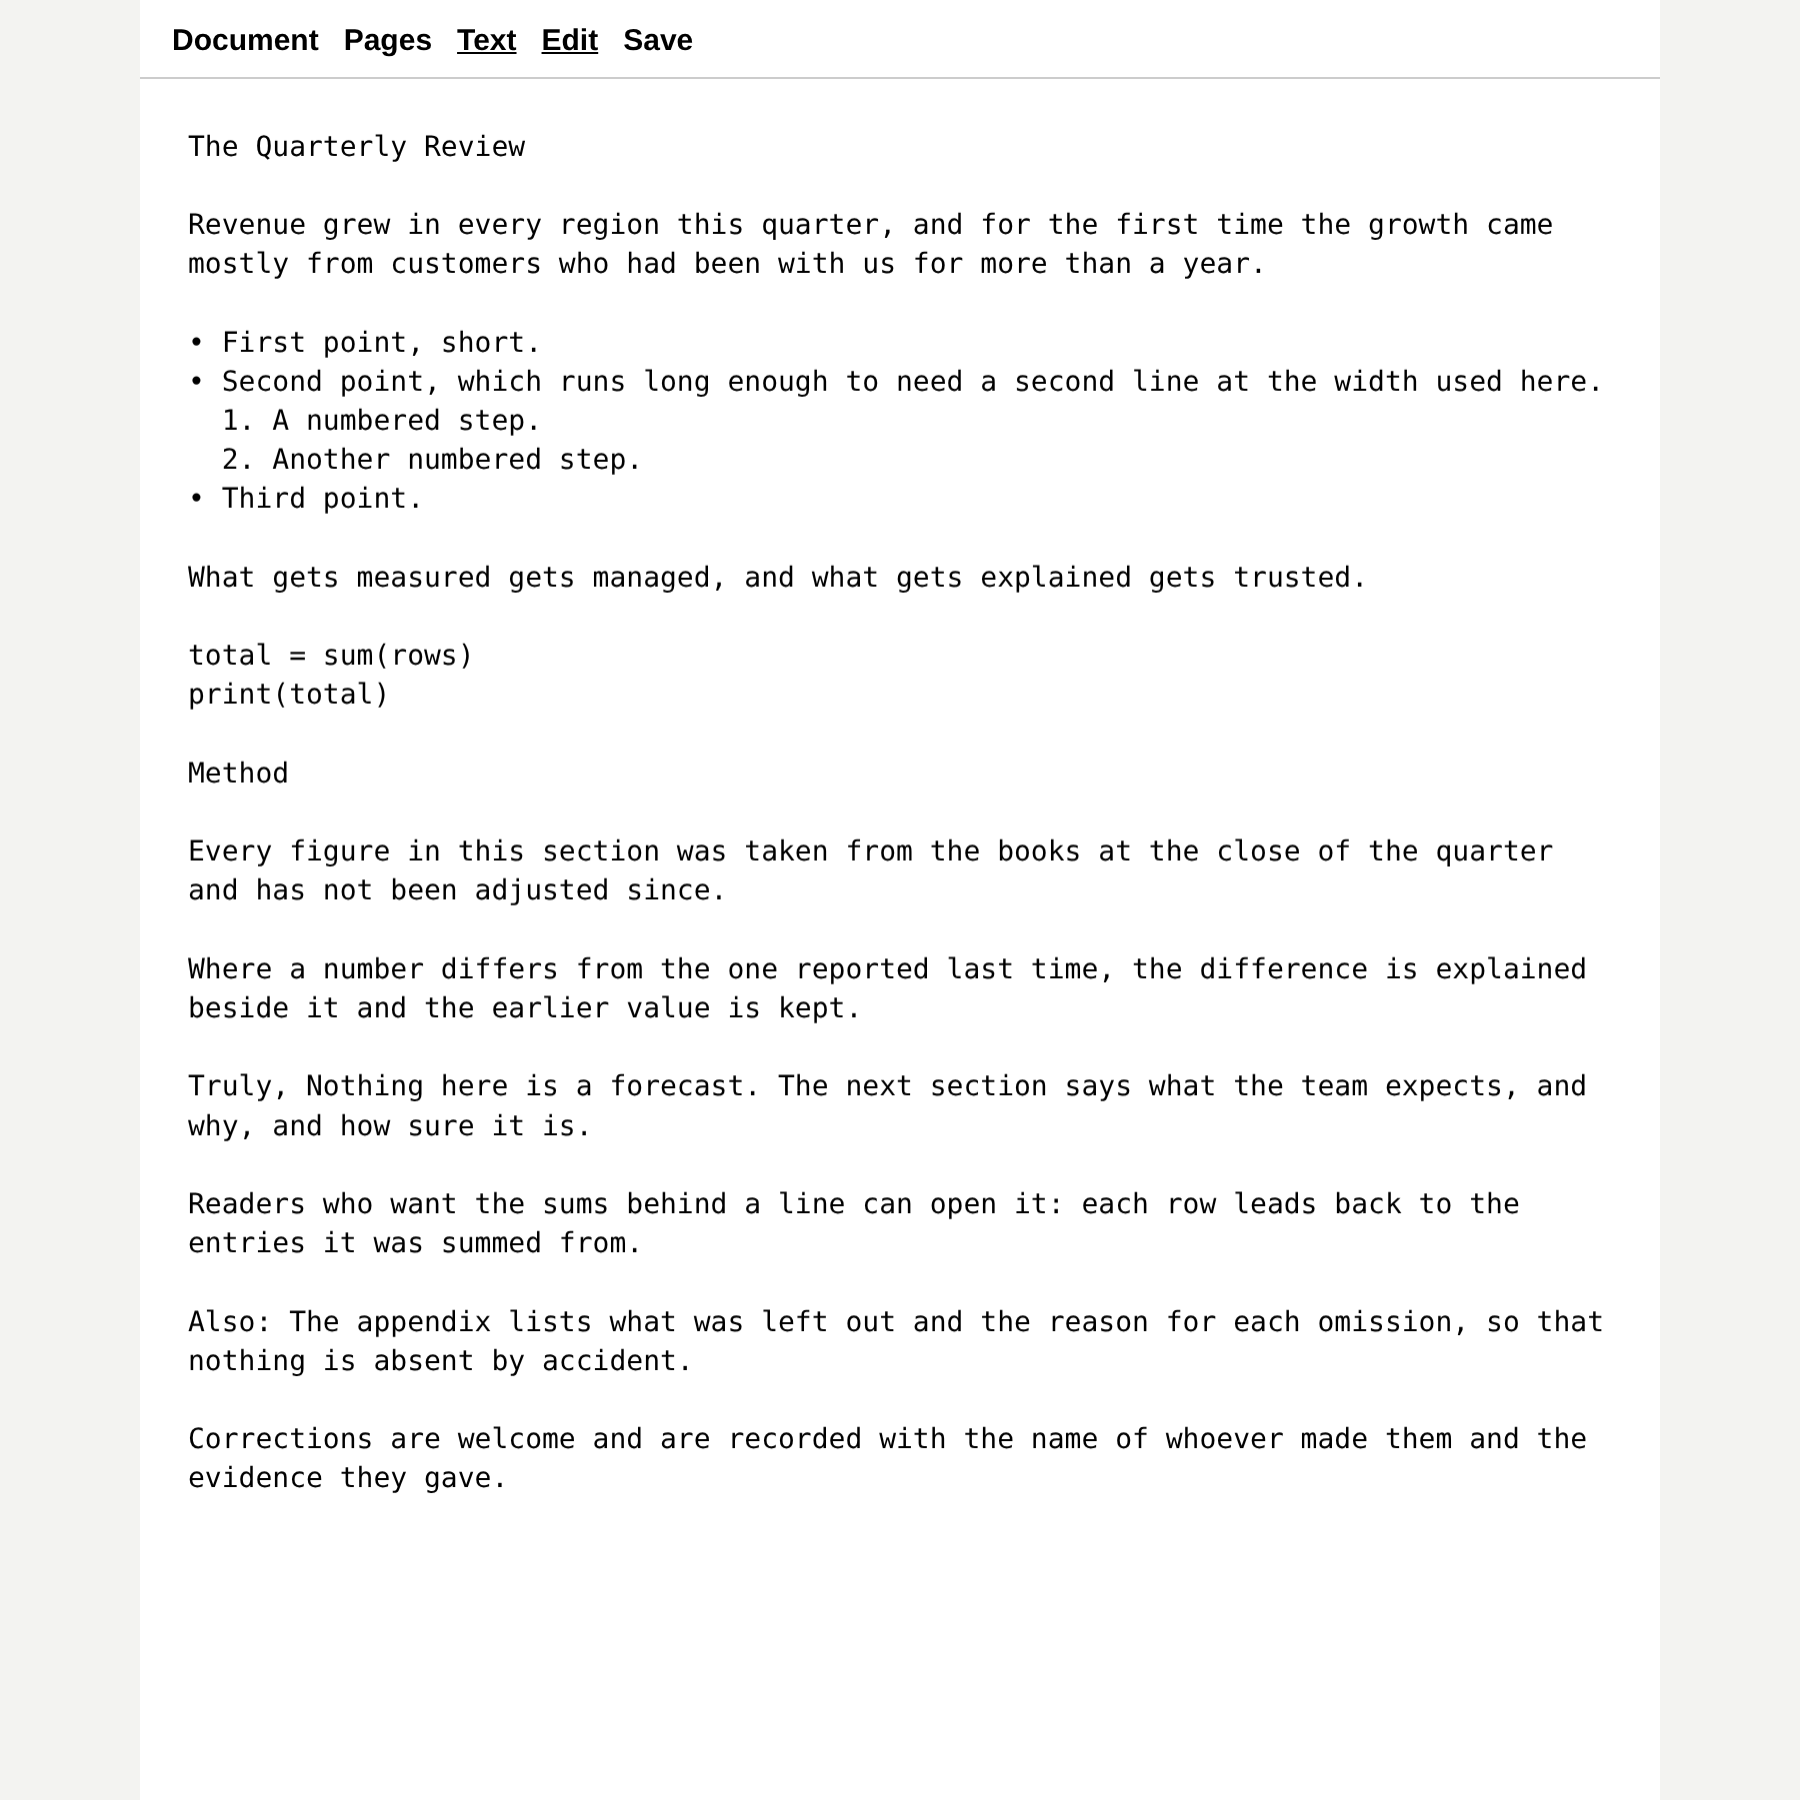 Document Pages Text Edit Save
The Quarterly Review
Revenue grew in every region this quarter, and for the first time the growth came
mostly from customers who had been with us for more than a year.
• First point, short.
• Second point, which runs long enough to need a second line at the width used here.
1. A numbered step.
2. Another numbered step.
• Third point.
What gets measured gets managed, and what gets explained gets trusted.
total = sum(rows)
print(total)
Method
Every figure in this section was taken from the books at the close of the quarter
and has not been adjusted since.
Where a number differs from the one reported last time, the difference is explained
beside it and the earlier value is kept.
Truly, Nothing here is a forecast. The next section says what the team expects, and
why, and how sure it is.
Readers who want the sums behind a line can open it: each row leads back to the
entries it was summed from.
Also: The appendix lists what was left out and the reason for each omission, so that
nothing is absent by accident.
Corrections are welcome and are recorded with the name of whoever made them and the
evidence they gave.